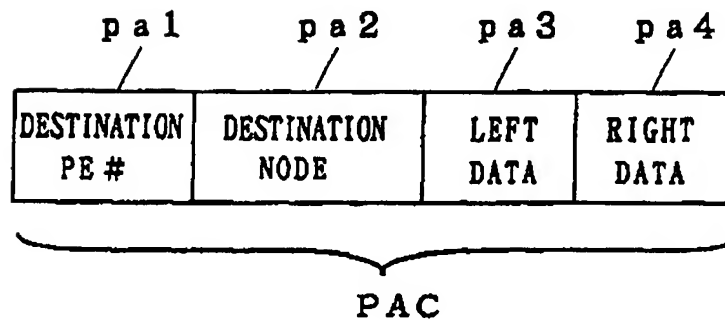 pa1 pa2 pa3 pa4
DESTINATION PE# DESTINATION NODE LEFT DATA RIGHT DATA
PAC